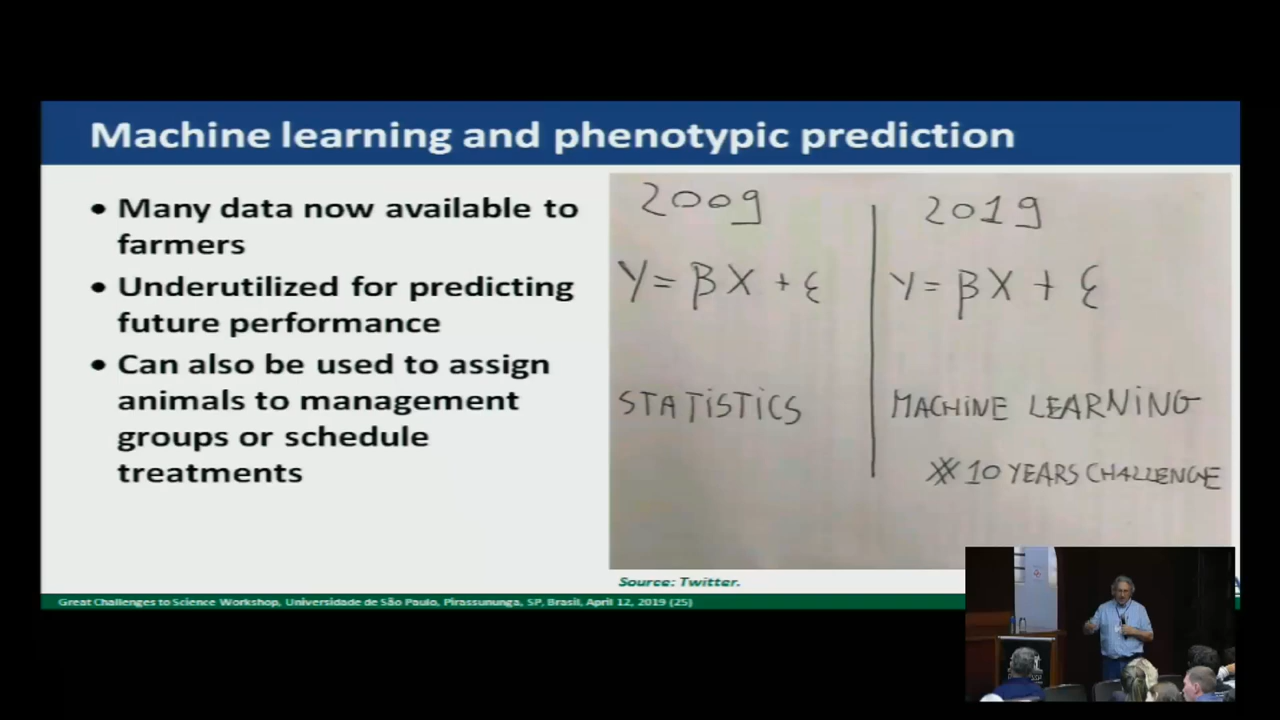 Machine learning and phenotypic prediction
• Many data now available to
farmers
• Underutilized for predicting
future performance
• Can also be used to assign
animals to management
groups or schedule
treatments
2009
Y = βX + ε
STATISTICS
2019
Y = βX + ε
MACHINE LEARNING
# 10 YEARS CHALLENGE
Source: Twitter.
Great Challenges to Science Workshop, Universidade de São Paulo, Pirassununga, SP, Brasil, April 12, 2019 (25)